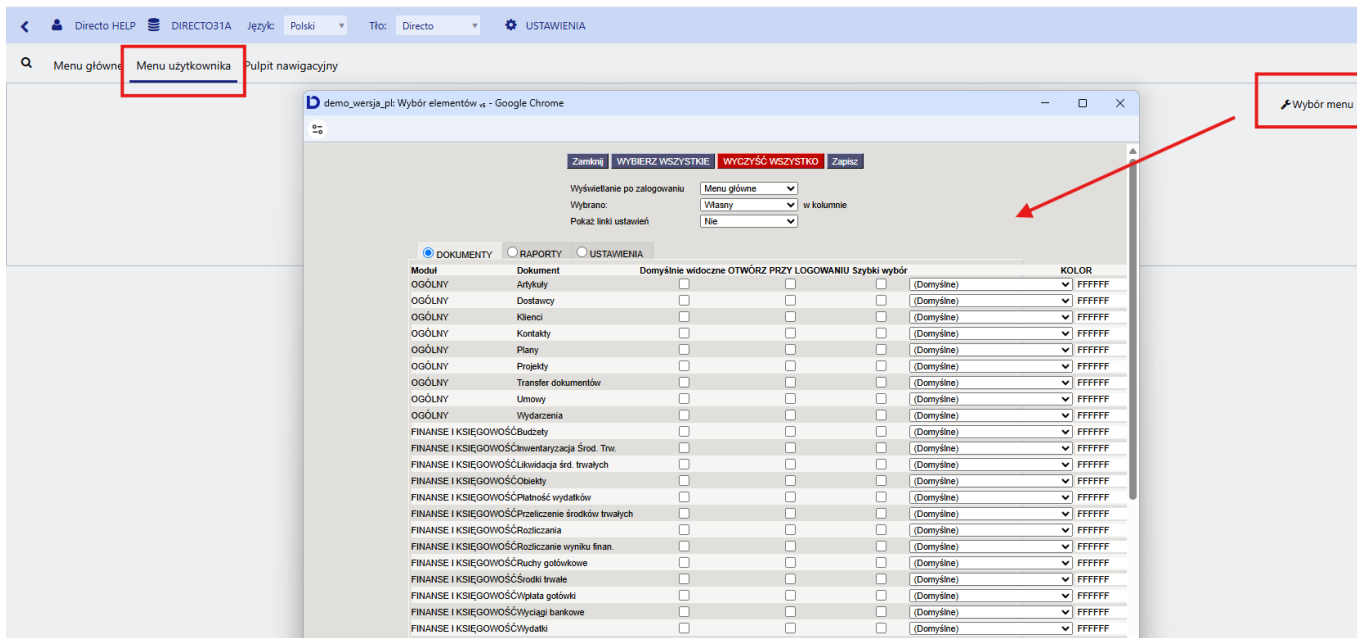 Directo HELP DIRECTO31A Język: Polski Tło: Directo USTAWIENIA
Menu główne Menu użytkownika Pulpit nawigacyjny
Wybór menu
demo_wersja_pl: Wybór elementów vs - Google Chrome
Zamknij WYBIERZ WSZYSTKIE WYCZYŚĆ WSZYSTKO Zapisz
Wyświetlanie po zalogowaniu Menu główne
Wybrano: Własny w kolumnie
Pokaż linki ustawień Nie
DOKUMENTY RAPORTY USTAWIENIA
Moduł Dokument Domyślnie widoczne OTWÓRZ PRZY LOGOWANIU Szybki wybór KOLOR
OGÓLNY Artykuły (Domyślne) FFFFFF
OGÓLNY Dostawcy (Domyślne) FFFFFF
OGÓLNY Klienci (Domyślne) FFFFFF
OGÓLNY Kontakty (Domyślne) FFFFFF
OGÓLNY Plany (Domyślne) FFFFFF
OGÓLNY Projekty (Domyślne) FFFFFF
OGÓLNY Transfer dokumentów (Domyślne) FFFFFF
OGÓLNY Umowy (Domyślne) FFFFFF
OGÓLNY Wydarzenia (Domyślne) FFFFFF
FINANSE I KSIĘGOWOŚĆ Budżety (Domyślne) FFFFFF
FINANSE I KSIĘGOWOŚĆ Inwentaryzacja Środ. Trw. (Domyślne) FFFFFF
FINANSE I KSIĘGOWOŚĆ Likwidacja śrd. trwałych (Domyślne) FFFFFF
FINANSE I KSIĘGOWOŚĆ Obiekty (Domyślne) FFFFFF
FINANSE I KSIĘGOWOŚĆ Płatność wydatków (Domyślne) FFFFFF
FINANSE I KSIĘGOWOŚĆ Przeliczenie środków trwałych (Domyślne) FFFFFF
FINANSE I KSIĘGOWOŚĆ Rozliczania (Domyślne) FFFFFF
FINANSE I KSIĘGOWOŚĆ Rozliczanie wyniku finan. (Domyślne) FFFFFF
FINANSE I KSIĘGOWOŚĆ Ruchy gotówkowe (Domyślne) FFFFFF
FINANSE I KSIĘGOWOŚĆ Środki trwałe (Domyślne) FFFFFF
FINANSE I KSIĘGOWOŚĆ Wpłata gotówki (Domyślne) FFFFFF
FINANSE I KSIĘGOWOŚĆ Wyciągi bankowe (Domyślne) FFFFFF
FINANSE I KSIĘGOWOŚĆ Wydatki (Domyślne) FFFFFF